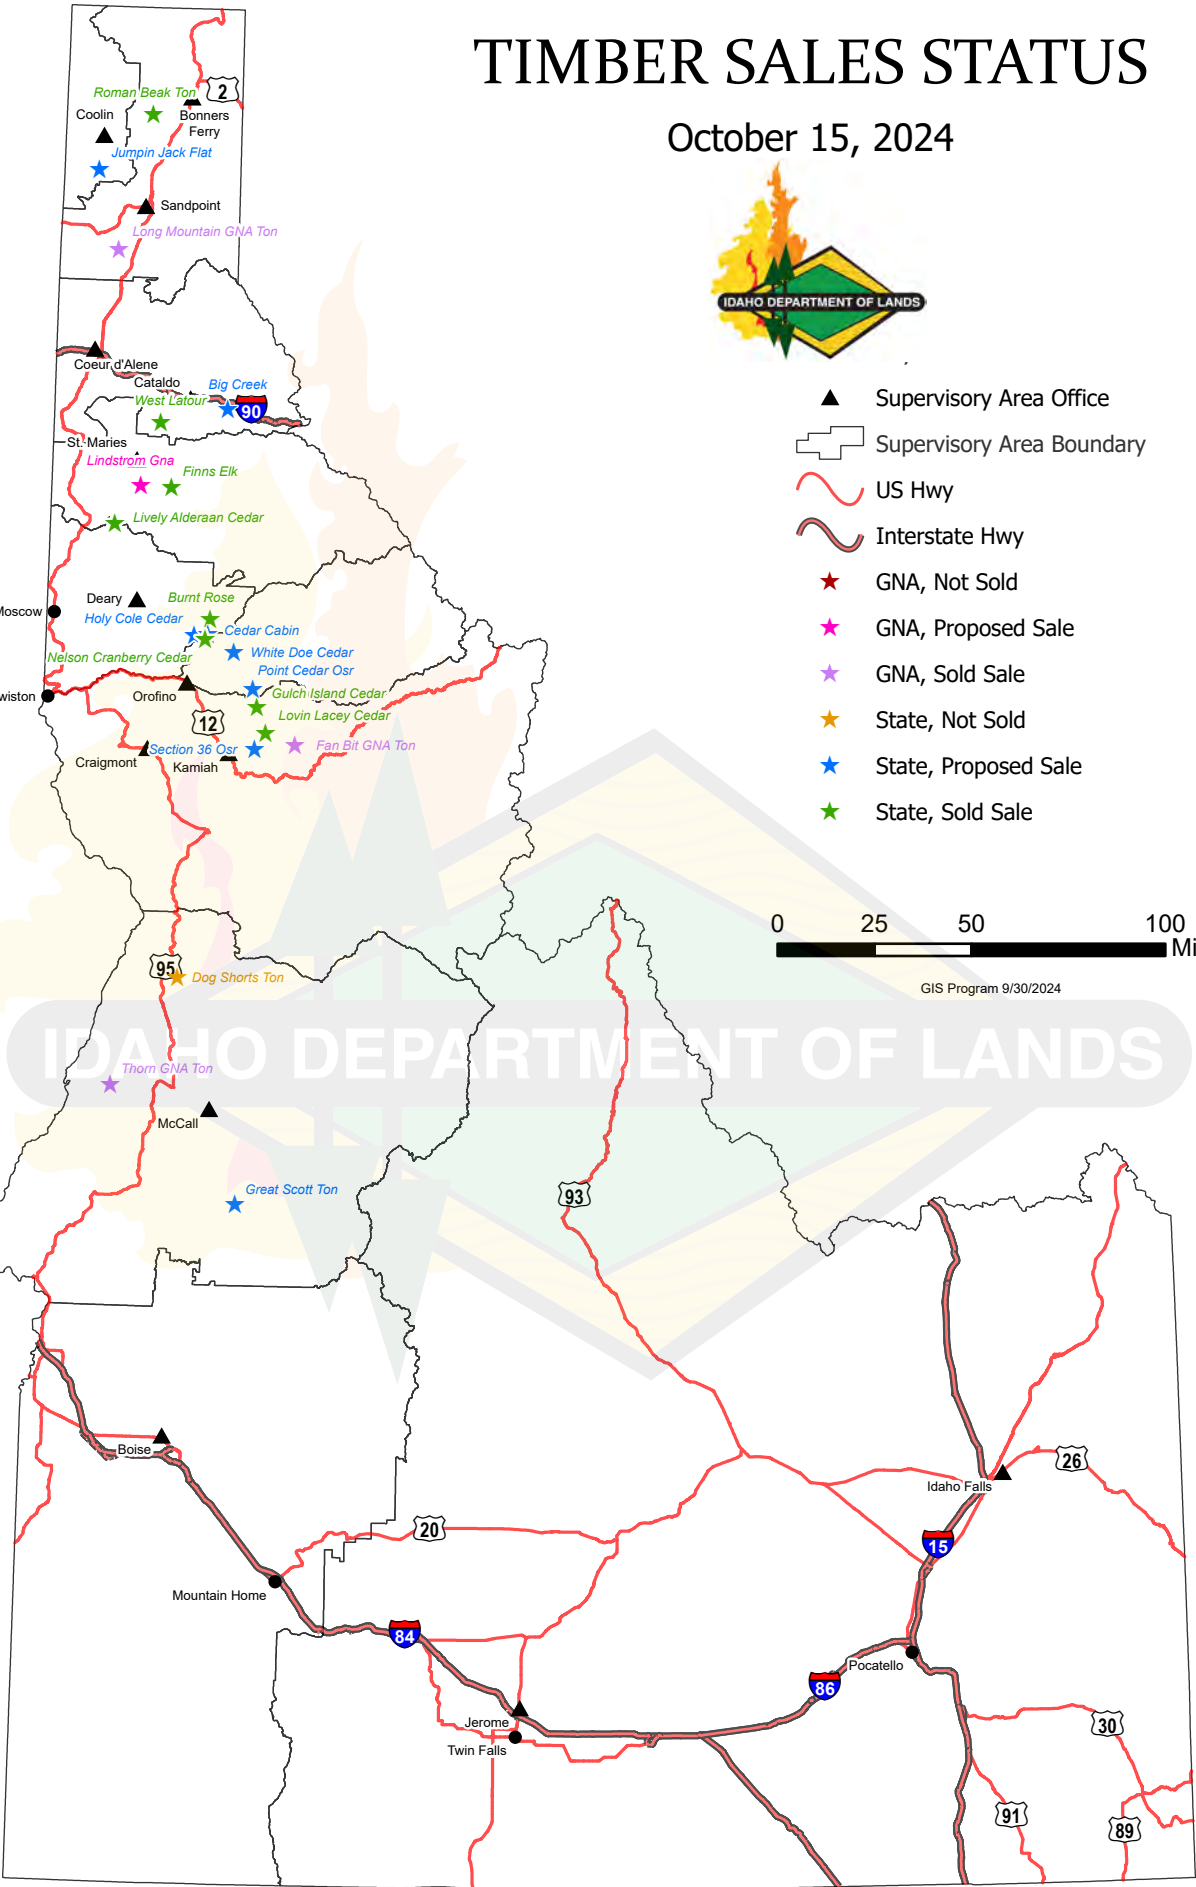 TIMBER SALES STATUS
October 15, 2024
IDAHO DEPARTMENT OF LANDS
Supervisory Area Office
Supervisory Area Boundary
US Hwy
Interstate Hwy
GNA, Not Sold
GNA, Proposed Sale
GNA, Sold Sale
State, Not Sold
State, Proposed Sale
State, Sold Sale
0 25 50 100
Mi
GIS Program 9/30/2024
Roman Beak Ton
2
Coolin
Bonners
Ferry
Jumpin Jack Flat
Sandpoint
Long Mountain GNA Ton
Coeur d'Alene
Cataldo
Big Creek
West Latour
90
St. Maries
Lindstrom Gna
Finns Elk
Lively Alderaan Cedar
Deary
Burnt Rose
Moscow
Holy Cole Cedar
Cedar Cabin
White Doe Cedar
Nelson Cranberry Cedar
Point Cedar Osr
wiston
Orofino
Gulch Island Cedar
12
Lovin Lacey Cedar
Section 36 Osr
Fan Bit GNA Ton
Craigmont
Kamiah
95
Dog Shorts Ton
IDAHO DEPARTMENT OF LANDS
Thorn GNA Ton
McCall
Great Scott Ton
93
Boise
Idaho Falls
26
20
15
Mountain Home
84
Pocatello
86
Jerome
Twin Falls
30
91
89